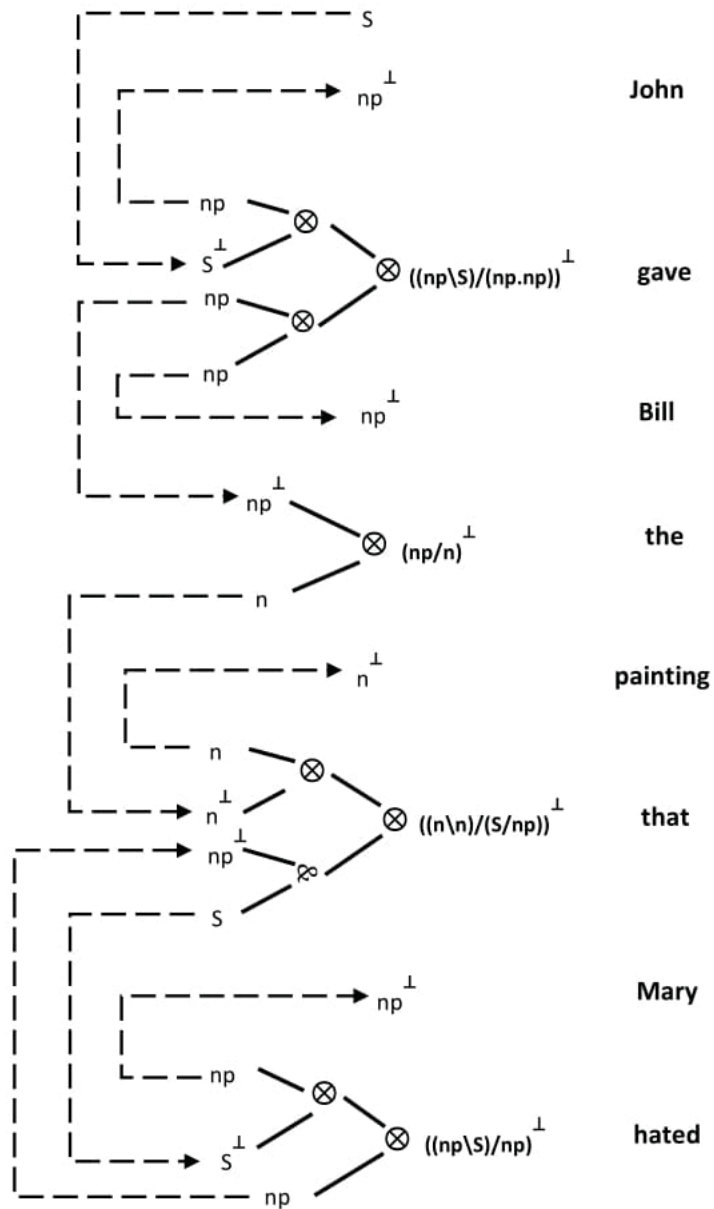 S
np⊥ John
np
S⊥
((np\S)/(np.np))⊥ gave
np
np
np⊥ Bill
np⊥
(np/n)⊥ the
n
n⊥ painting
n
n⊥
((n\n)/(S/np))⊥ that
np⊥
S
np⊥ Mary
np
S⊥
((np\S)/np)⊥ hated
np